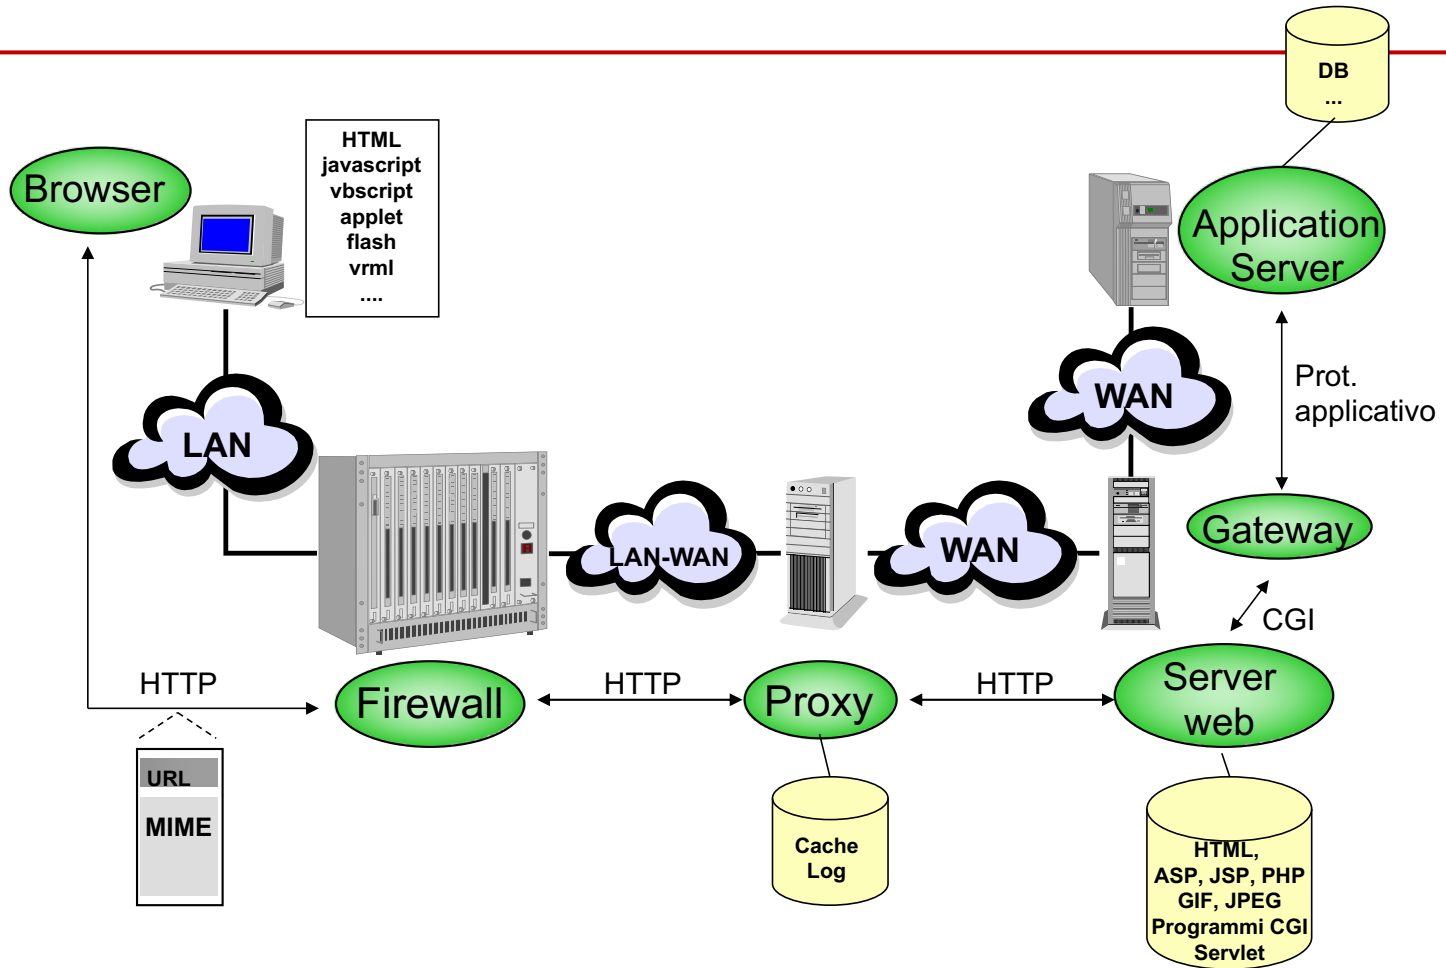 DB
...
HTML
javascript
vbscript
applet
flash
vrml
....
Browser
Application
Server
LAN
WAN
Prot.
applicativo
LAN-WAN
WAN
Gateway
CGI
HTTP
Firewall
HTTP
Proxy
HTTP
Server
web
URL
MIME
Cache
Log
HTML,
ASP, JSP, PHP
GIF, JPEG
Programmi CGI
Servlet